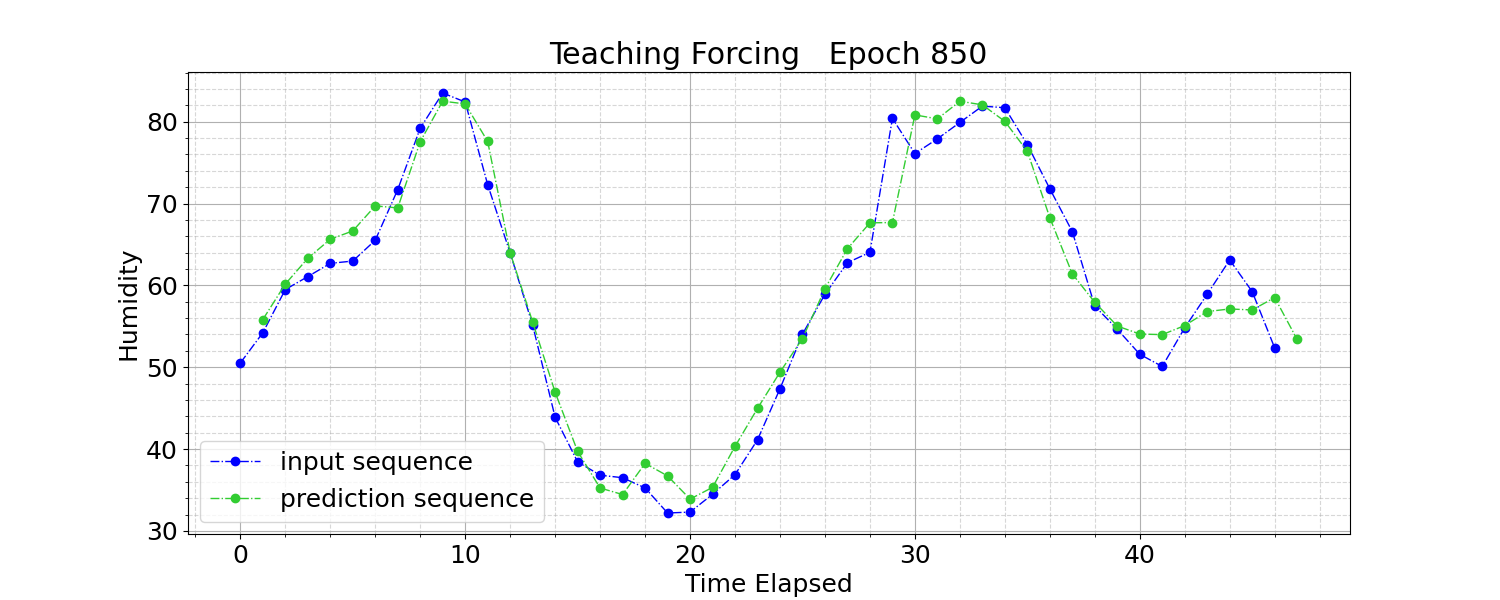 Teaching Forcing   Epoch 850
Humidity
80
70
60
50
40
30
input sequence
prediction sequence
0 10 20 30 40
Time Elapsed